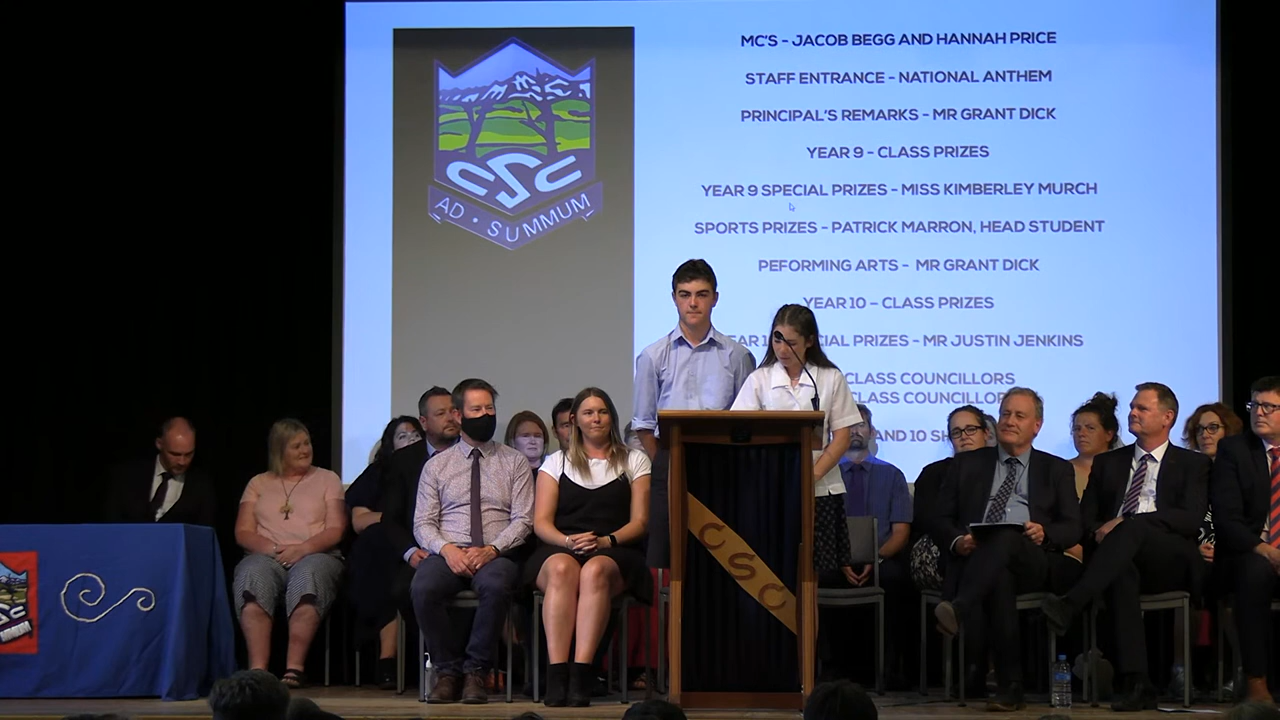 MC'S - JACOB BEGG AND HANNAH PRICE
STAFF ENTRANCE - NATIONAL ANTHEM
PRINCIPAL'S REMARKS - MR GRANT DICK
YEAR 9 - CLASS PRIZES
YEAR 9 SPECIAL PRIZES - MISS KIMBERLEY MURCH
SPORTS PRIZES - PATRICK MARRON, HEAD STUDENT
PEFORMING ARTS - MR GRANT DICK
YEAR 10 - CLASS PRIZES
PRIZES - MR JUSTIN JENKINS
CLASS COUNCILLORS
CLASS
AND 10
CSC
AD · SUMMUM
CSC